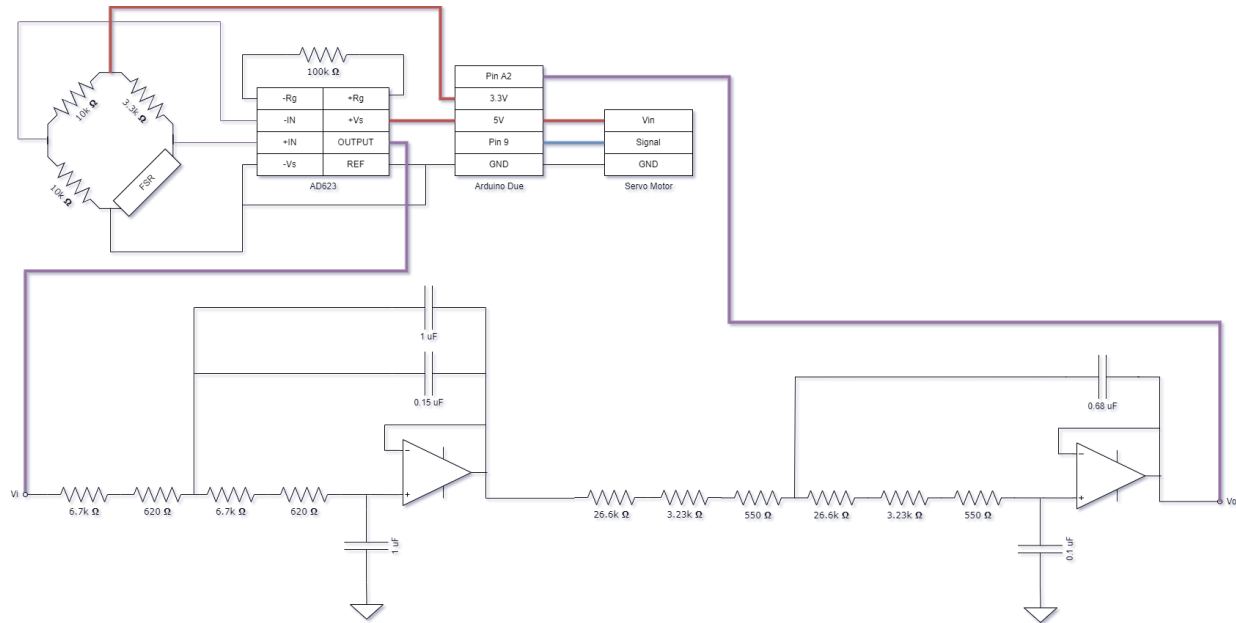 100k Ω
10k Ω
3.3k Ω
10k Ω
FSR
-Rg
+Rg
-IN
+Vs
+IN
OUTPUT
-Vs
REF
AD623
Pin A2
3.3V
5V
Pin 9
GND
Arduino Due
Vin
Signal
GND
Servo Motor
1 uF
0.15 uF
Vi
6.7k Ω
620 Ω
6.7k Ω
620 Ω
-
+
1 uF
0.68 uF
26.6k Ω
3.23k Ω
550 Ω
26.6k Ω
3.23k Ω
550 Ω
-
+
0.1 uF
Vo